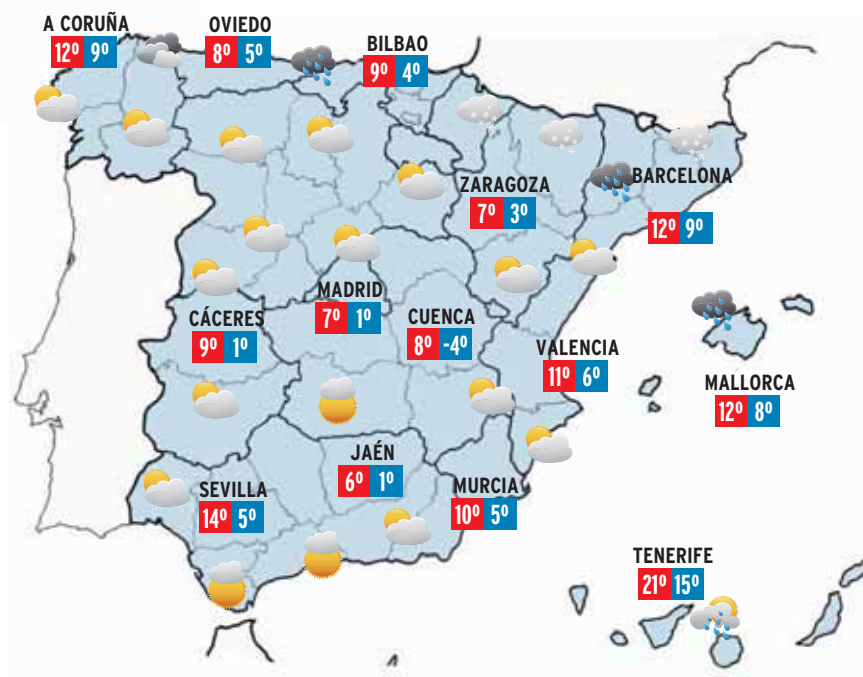 A CORUÑA
12º 9º
OVIEDO
8º 5º
BILBAO
9º 4º
ZARAGOZA
7º 3º
BARCELONA
12º 9º
MADRID
7º 1º
CÁCERES
9º 1º
CUENCA
8º -4º
VALENCIA
11º 6º
MALLORCA
12º 8º
JAÉN
6º 1º
SEVILLA
14º 5º
MURCIA
10º 5º
TENERIFE
21º 15º